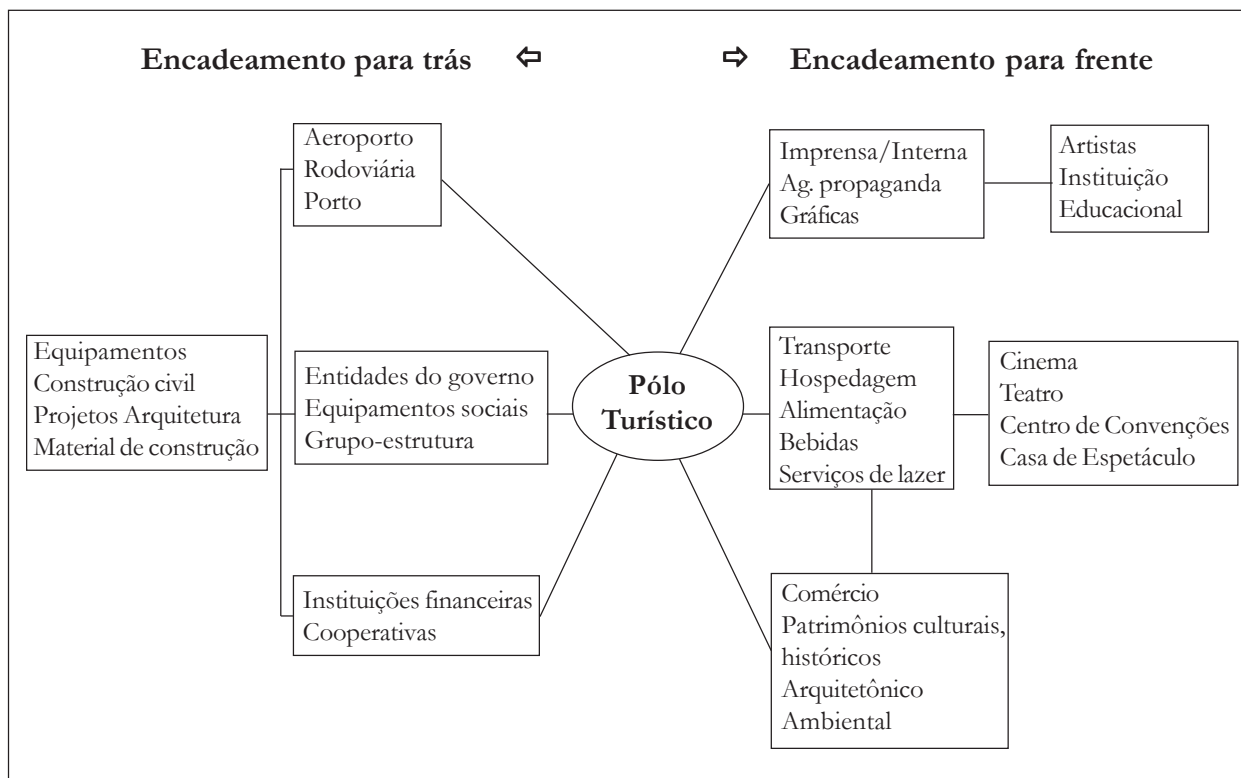 Encadeamento para trás
Encadeamento para frente
Aeroporto
Rodoviária
Porto
Imprensa/Interna
Ag. propaganda
Gráficas
Artistas
Instituição
Educacional
Equipamentos
Construção civil
Projetos Arquitetura
Material de construção
Entidades do governo
Equipamentos sociais
Grupo-estrutura
Pólo
Turístico
Transporte
Hospedagem
Alimentação
Bebidas
Serviços de lazer
Cinema
Teatro
Centro de Convenções
Casa de Espetáculo
Instituições financeiras
Cooperativas
Comércio
Patrimônios culturais,
históricos
Arquitetônico
Ambiental